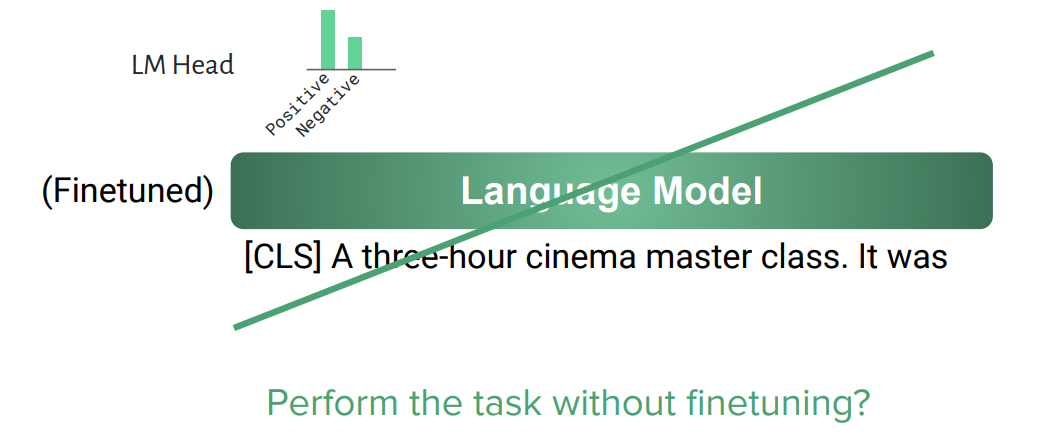 LM Head
Positive
Negative
(Finetuned)
Language Model
[CLS] A three-hour cinema master class. It was
Perform the task without finetuning?